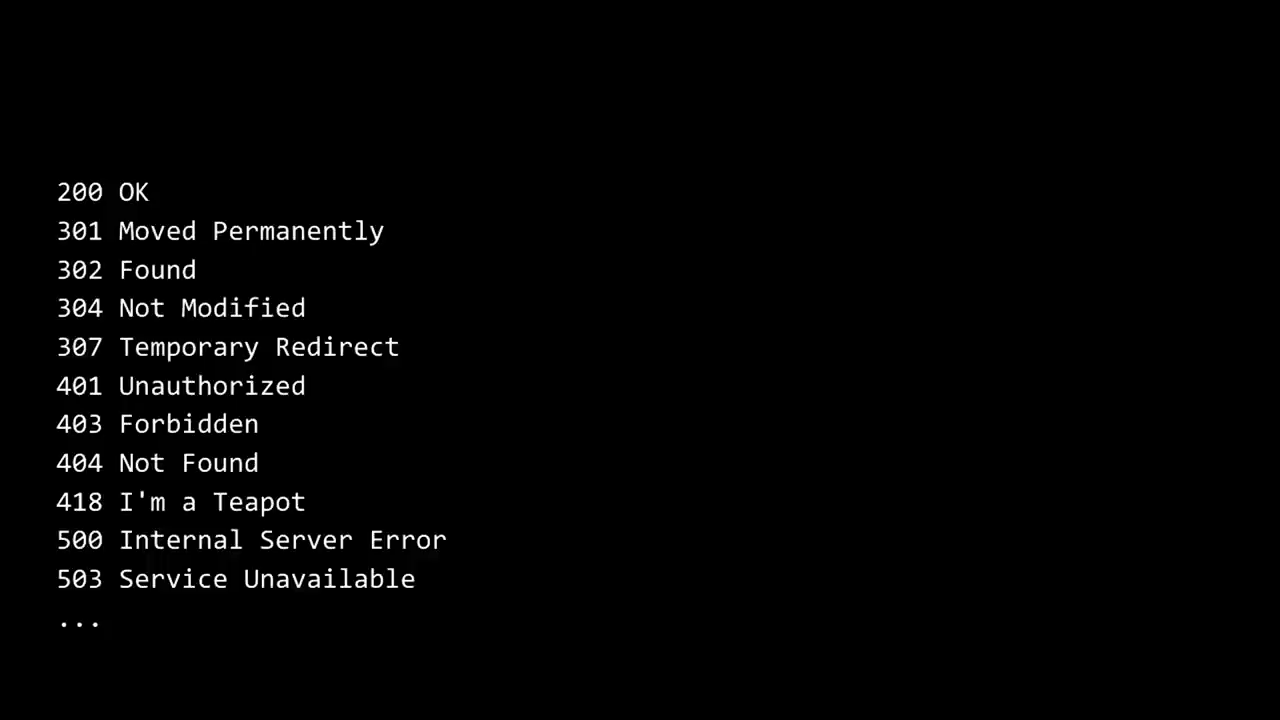 200 OK
301 Moved Permanently
302 Found
304 Not Modified
307 Temporary Redirect
401 Unauthorized
403 Forbidden
404 Not Found
418 I'm a Teapot
500 Internal Server Error
503 Service Unavailable
...